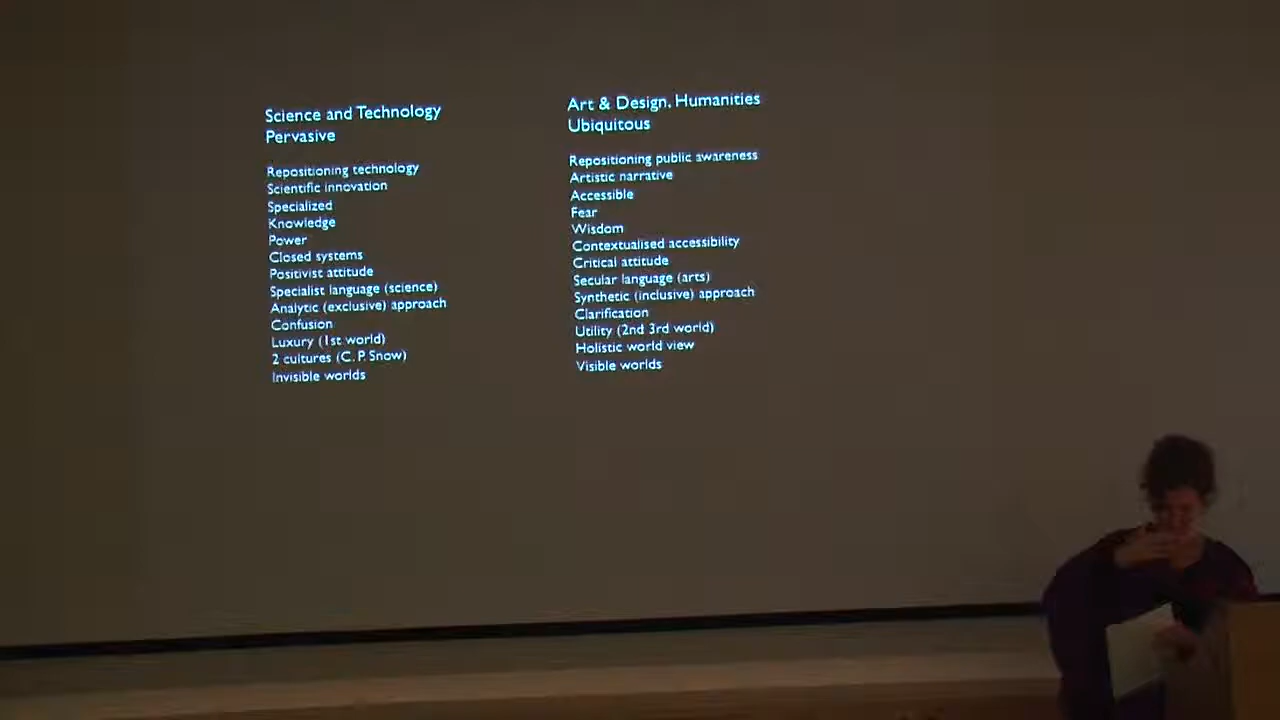 Science and Technology
Pervasive
Repositioning technology
Scientific innovation
Specialized
Knowledge
Power
Closed systems
Positivist attitude
Specialist language (science)
Analytic (exclusive) approach
Confusion
Luxury (1st world)
2 cultures (C. P. Snow)
Invisible worlds
Art & Design, Humanities
Ubiquitous
Repositioning public awareness
Artistic narrative
Accessible
Fear
Wisdom
Contextualised accessibility
Critical attitude
Secular language (arts)
Synthetic (inclusive) approach
Clarification
Utility (2nd 3rd world)
Holistic world view
Visible worlds